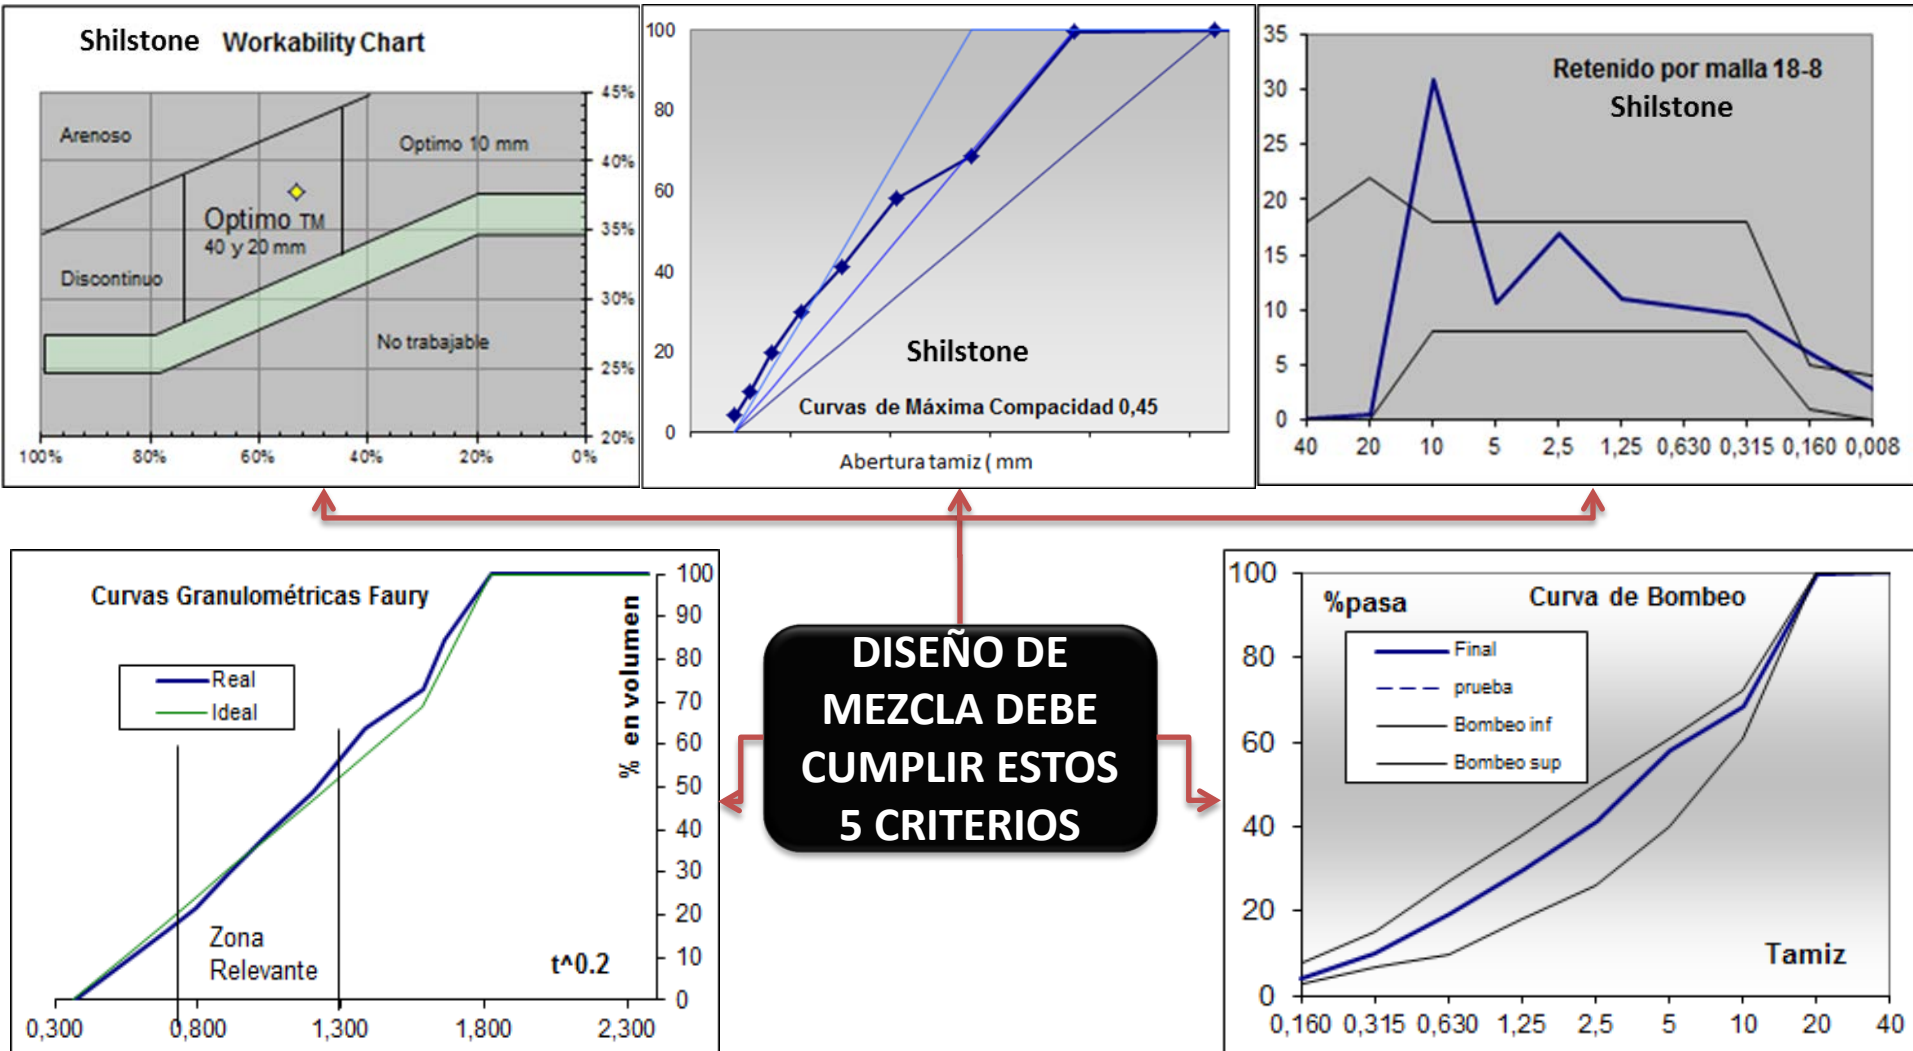 Shilstone Workability Chart
Arenoso
Optimo 10 mm
Optimo TM
40 y 20 mm
Discontinuo
No trabajable
45%
40%
35%
30%
25%
20%
100% 80% 60% 40% 20% 0%
100
80
60
40
20
0
Shilstone
Curvas de Máxima Compacidad 0,45
Abertura tamiz ( mm
Retenido por malla 18-8
Shilstone
35
30
25
20
15
10
5
0
40 20 10 5 2,5 1,25 0,630 0,315 0,160 0,008
Curvas Granulométricas Faury
Real
Ideal
Zona
Relevante
t^0.2
% en volumen
100
90
80
70
60
50
40
30
20
10
0
0,300 0,800 1,300 1,800 2,300
DISEÑO DE
MEZCLA DEBE
CUMPLIR ESTOS
5 CRITERIOS
%pasa
Curva de Bombeo
Final
prueba
Bombeo inf
Bombeo sup
Tamiz
100
80
60
40
20
0
0,160 0,315 0,630 1,25 2,5 5 10 20 40